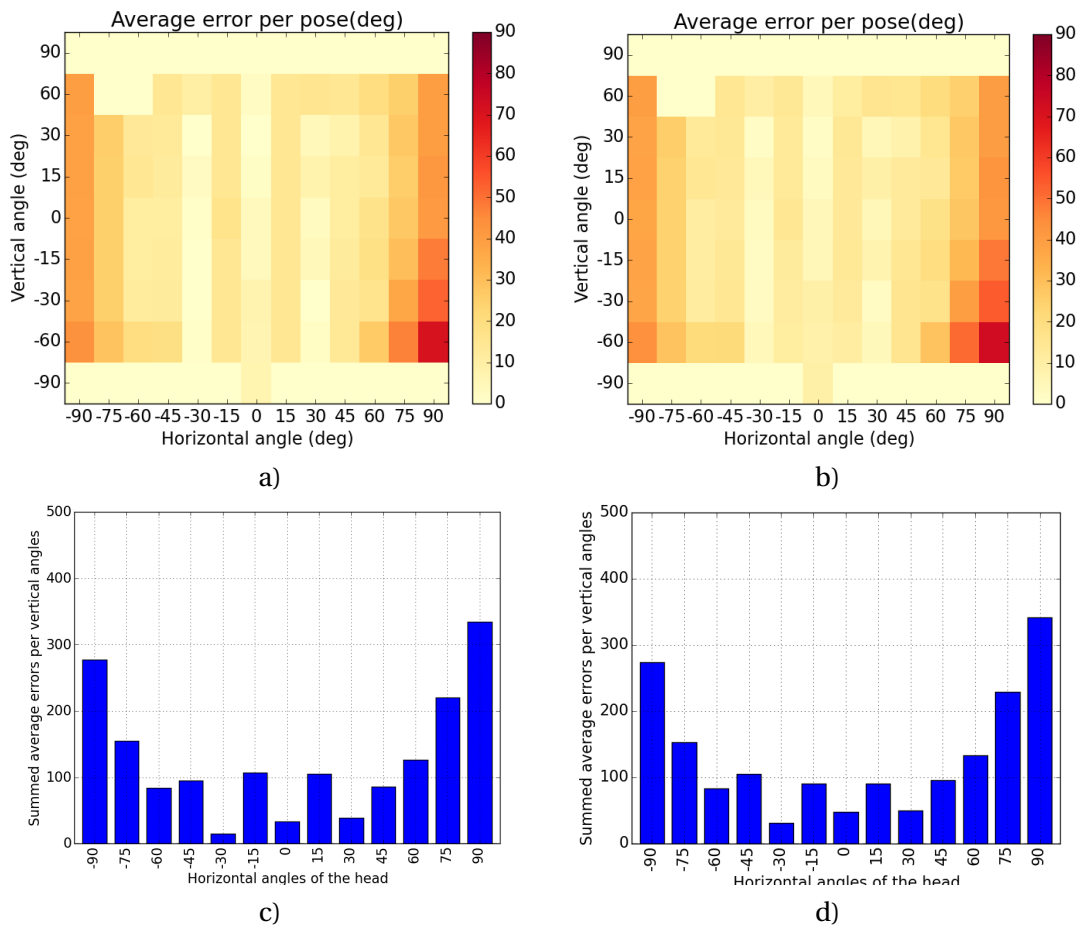 Average error per pose(deg)
90
60
30
15
0
-15
-30
-60
-90
Vertical angle (deg)
-90 -75 -60 -45 -30 -15 0 15 30 45 60 75 90
Horizontal angle (deg)
90
80
70
60
50
40
30
20
10
0
a)
Average error per pose(deg)
90
60
30
15
0
-15
-30
-60
-90
Vertical angle (deg)
-90 -75 -60 -45 -30 -15 0 15 30 45 60 75 90
Horizontal angle (deg)
90
80
70
60
50
40
30
20
10
0
b)
500
400
300
200
100
0
Summed average errors per vertical angles
-90 -75 -60 -45 -30 -15 0 15 30 45 60 75 90
Horizontal angles of the head
c)
500
400
300
200
100
0
Summed average errors per vertical angles
-90 -75 -60 -45 -30 -15 0 15 30 45 60 75 90
Horizontal angles of the head
d)